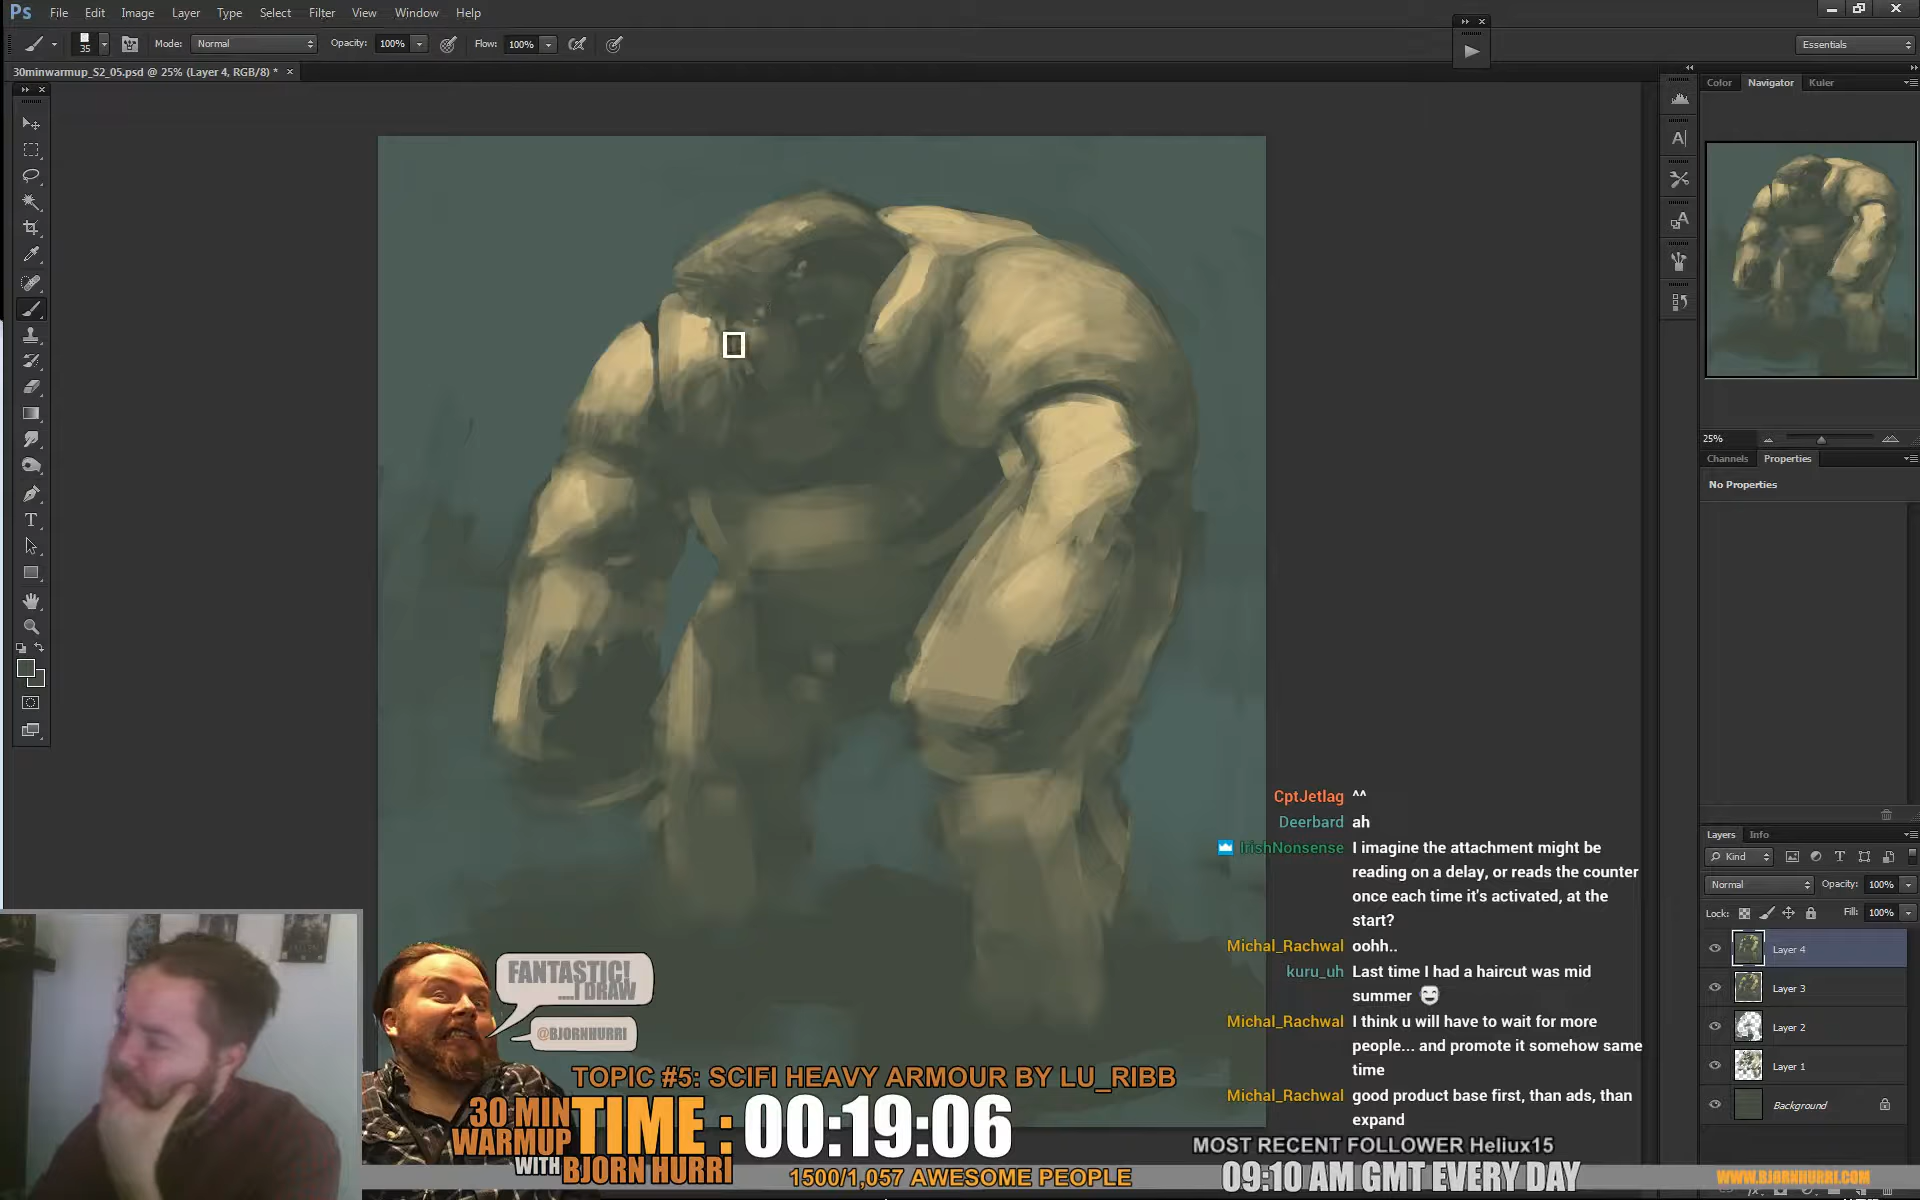 Ps File Edit Image Layer Type Select Filter View Window Help
35 Mode: Normal Opacity: 100% Flow: 100% Essentials
30minwarmup_S2_05.psd @ 25% (Layer 4, RGB/8) * ×
Color Navigator Kuler
25%
Channels Properties
No Properties
CptJetlag ^^
Deerbard ah
IrishNonsense I imagine the attachment might be
reading on a delay, or reads the counter
once each time it's activated, at the
start?
Michal_Rachwal oohh..
kuru_uh Last time I had a haircut was mid
summer
Michal_Rachwal I think u will have to wait for more
people... and promote it somehow same
time
Michal_Rachwal good product base first, than ads, than
expand
Layers Info
Kind
Normal Opacity: 100%
Lock: Fill: 100%
Layer 4
Layer 3
Layer 2
Layer 1
Background
FANTASTIC!
....I DRAW
@BJORNHURRI
TOPIC #5: SCIFI HEAVY ARMOUR BY LU_RIBB
30 MIN
WARMUP
WITH BJORN HURRI
TIME : 00:19:06
1500/1,057 AWESOME PEOPLE
MOST RECENT FOLLOWER Heliux15
09:10 AM GMT EVERY DAY
WWW.BJORNHURRI.COM